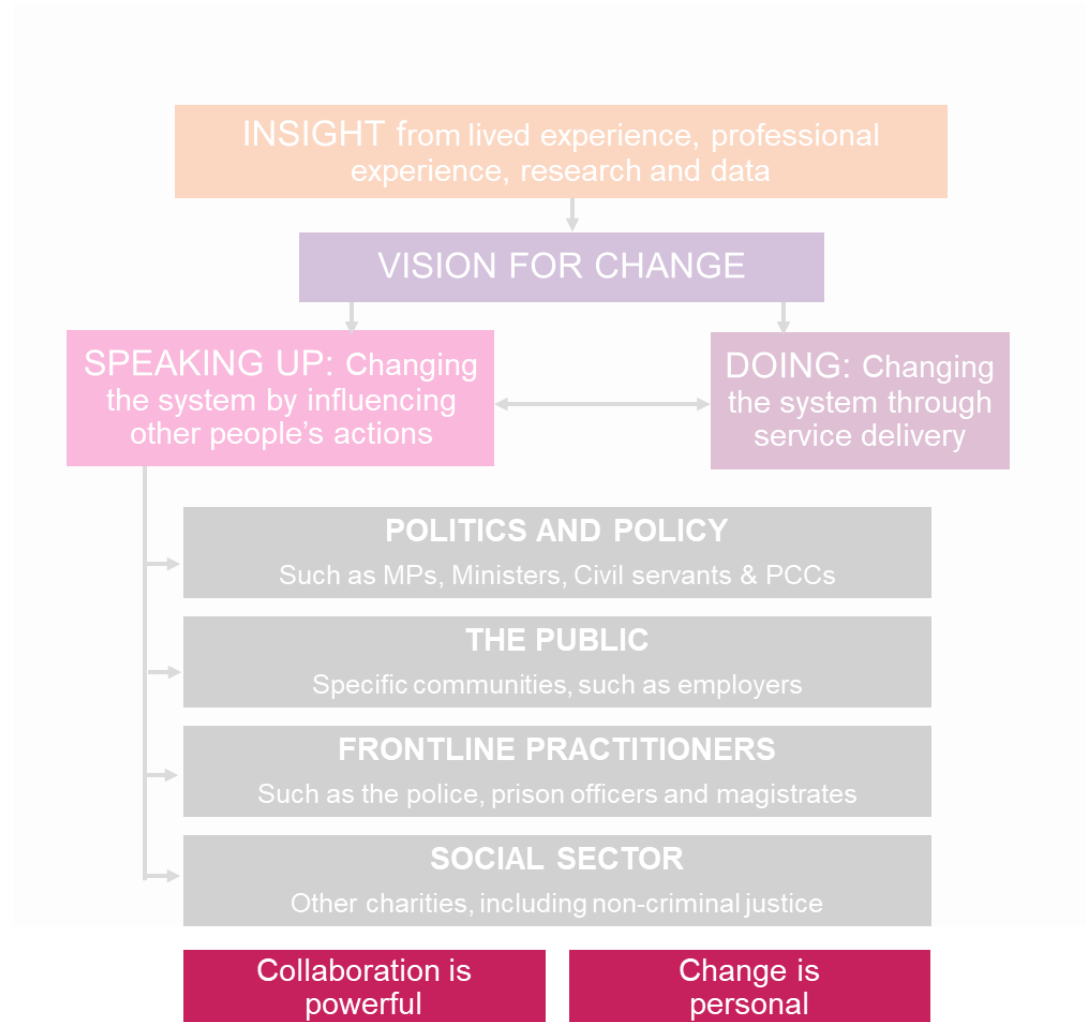 INSIGHT from lived experience, professional
experience, research and data
VISION FOR CHANGE
SPEAKING UP: Changing
the system by influencing
other people’s actions
DOING: Changing
the system through
service delivery
POLITICS AND POLICY
Such as MPs, Ministers, Civil servants & PCCs
THE PUBLIC
Specific communities, such as employers
FRONTLINE PRACTITIONERS
Such as the police, prison officers and magistrates
SOCIAL SECTOR
Other charities, including non-criminal justice
Collaboration is
powerful
Change is
personal